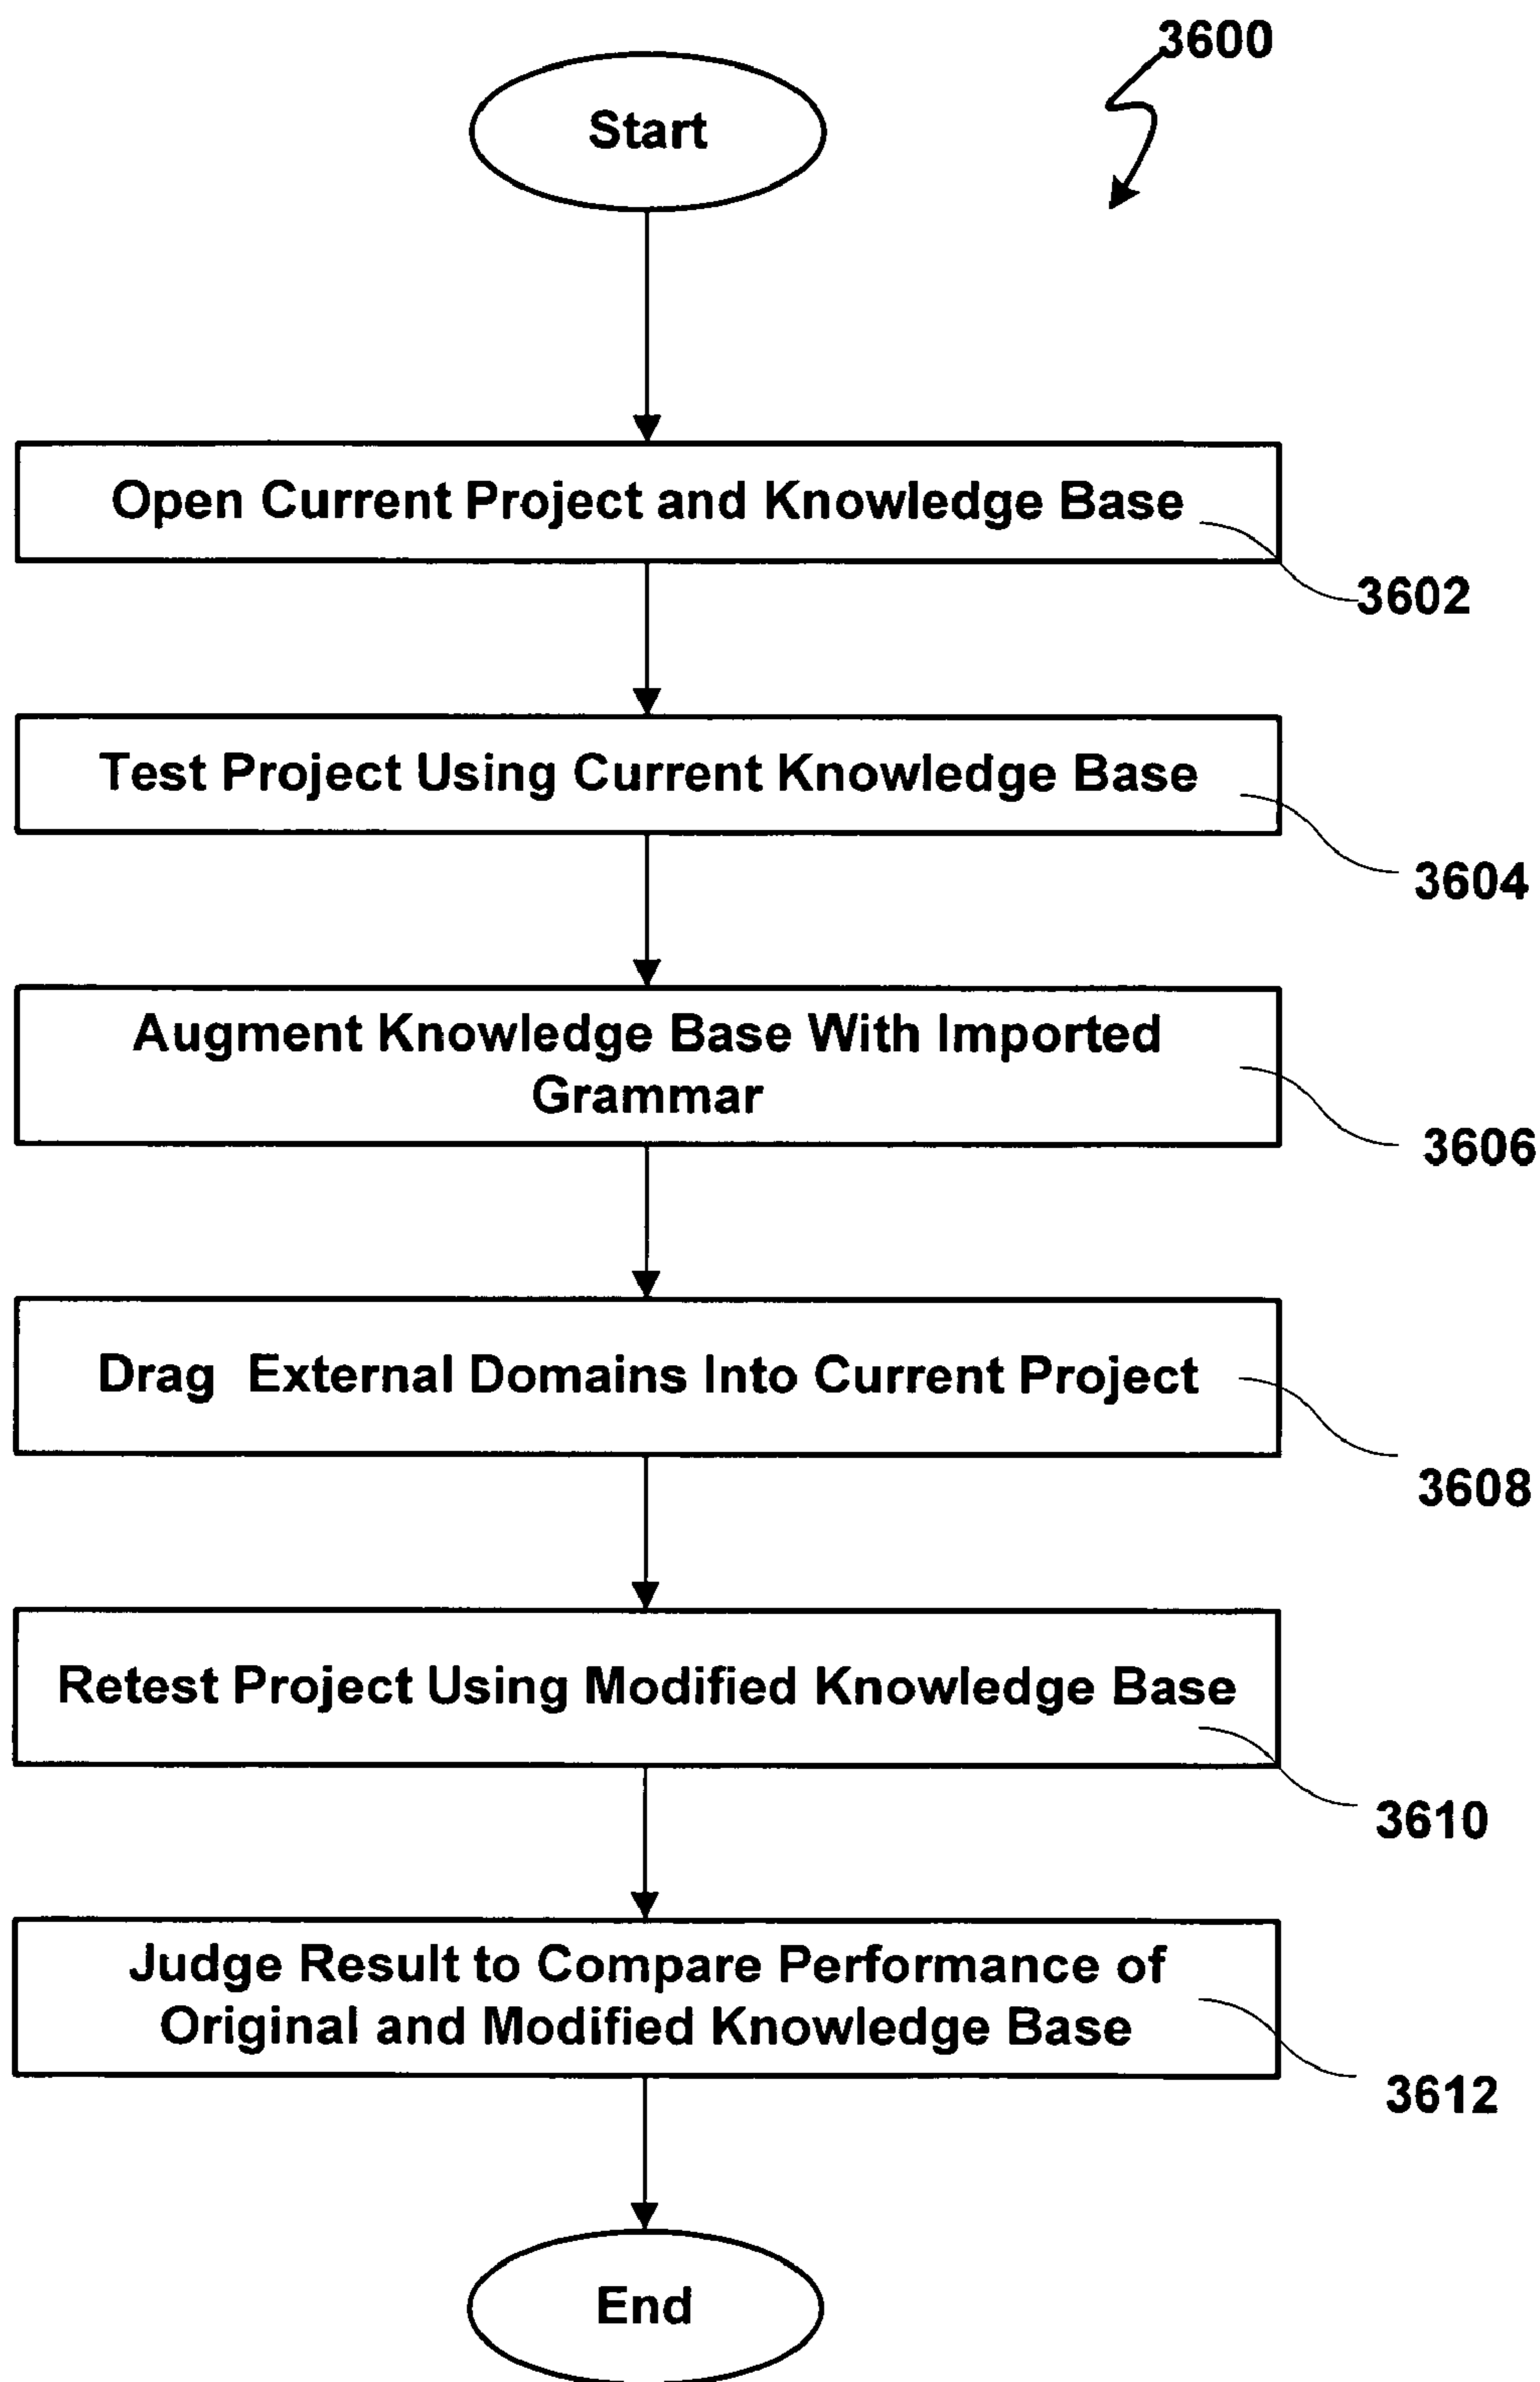 3600
Start
Open Current Project and Knowledge Base
3602
Test Project Using Current Knowledge Base
3604
Augment Knowledge Base With Imported
Grammar
3606
Drag External Domains Into Current Project
3608
Retest Project Using Modified Knowledge Base
3610
Judge Result to Compare Performance of
Original and Modified Knowledge Base
3612
End